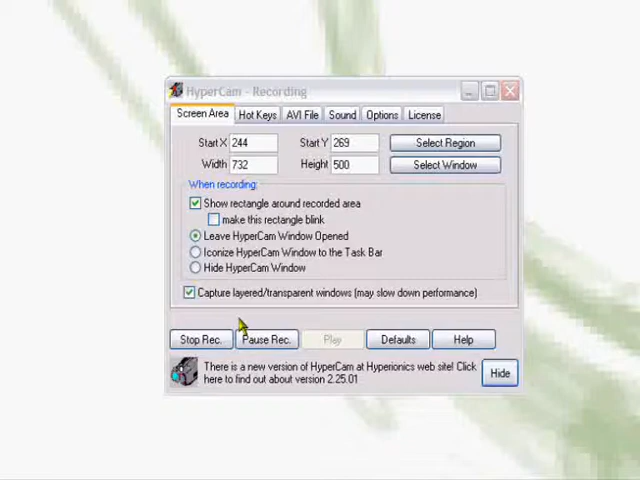 HyperCam - Recording
Screen Area Hot Keys AVI File Sound Options License
Start X 244 Start Y 269 Select Region
Width 732 Height 500 Select Window
When recording:
Show rectangle around recorded area
make this rectangle blink
Leave HyperCam Window Opened
Iconize HyperCam Window to the Task Bar
Hide HyperCam Window
Capture layered/transparent windows (may slow down performance)
Stop Rec. Pause Rec. Play Defaults Help
There is a new version of HyperCam at Hyperionics web site! Click
here to find out about version 2.25.01
Hide